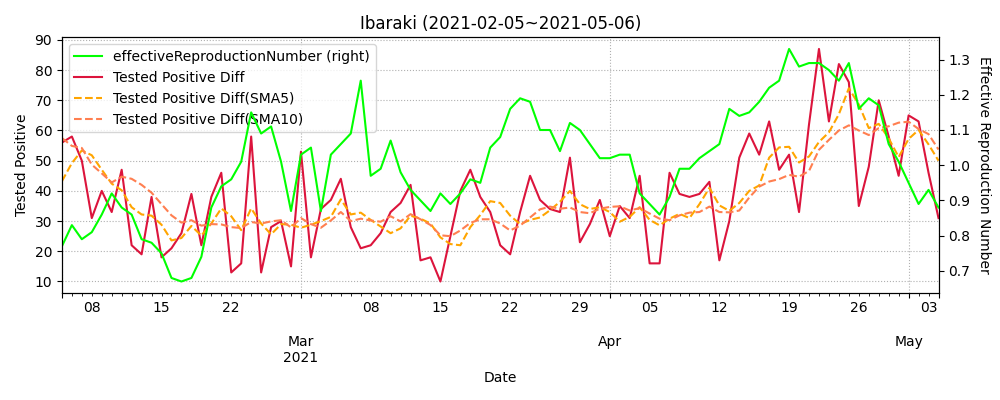 Ibaraki (2021-02-05~2021-05-06)
effectiveReproductionNumber (right)
Tested Positive Diff
Tested Positive Diff(SMA5)
Tested Positive Diff(SMA10)
Tested Positive
90
80
70
60
50
40
30
20
10
Effective Reproduction Number
1.3
1.2
1.1
1.0
0.9
0.8
0.7
08 15 22 08 15 22 29 05 12 19 26 03
Mar Apr May
2021
Date